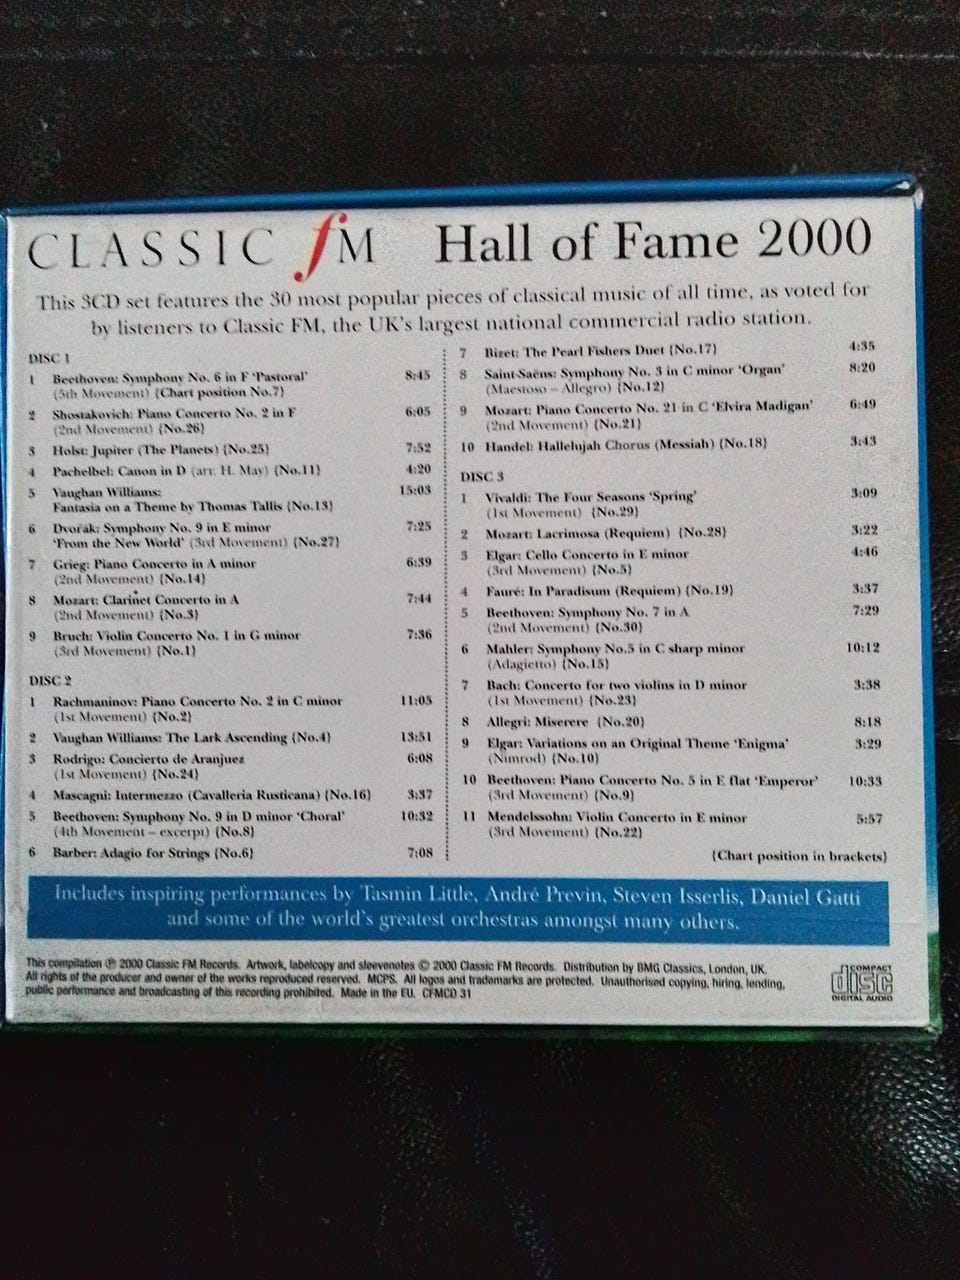 CLASSIC fM Hall of Fame 2000
This 3CD set features the 30 most popular pieces of classical music of all time, as voted for
by listeners to Classic FM, the UK's largest national commercial radio station.
DISC 1
1 Beethoven: Symphony No. 6 in F 'Pastoral' 8:45
(5th Movement) {Chart position No.7}
2 Shostakovich: Piano Concerto No. 2 in F 6:05
(2nd Movement) {No.26}
3 Holst: Jupiter (The Planets) {No.25} 7:52
4 Pachelbel: Canon in D (arr. H. May) {No.11} 4:20
5 Vaughan Williams: 15:03
Fantasia on a Theme by Thomas Tallis {No.13}
6 Dvorák: Symphony No. 9 in E minor 7:25
'From the New World' (3rd Movement) {No.27}
7 Grieg: Piano Concerto in A minor 6:39
(2nd Movement) {No.14}
8 Mozart: Clarinet Concerto in A 7:44
(2nd Movement) {No.3}
9 Bruch: Violin Concerto No. 1 in G minor 7:36
(3rd Movement) {No.1}
DISC 2
1 Rachmaninov: Piano Concerto No. 2 in C minor 11:05
(1st Movement) {No.2}
2 Vaughan Williams: The Lark Ascending {No.4} 13:51
3 Rodrigo: Concierto de Aranjuez 6:08
(1st Movement) {No.24}
4 Mascagni: Intermezzo (Cavalleria Rusticana) {No.16} 3:37
5 Beethoven: Symphony No. 9 in D minor 'Choral' 10:32
(4th Movement – excerpt) {No.8}
6 Barber: Adagio for Strings {No.6} 7:08
7 Bizet: The Pearl Fishers Duet {No.17} 4:35
8 Saint-Saëns: Symphony No. 3 in C minor 'Organ' 8:20
(Maestoso – Allegro) {No.12}
9 Mozart: Piano Concerto No. 21 in C 'Elvira Madigan' 6:49
(2nd Movement) {No.21}
10 Handel: Hallelujah Chorus (Messiah) {No.18} 3:43
DISC 3
1 Vivaldi: The Four Seasons 'Spring' 3:09
(1st Movement) {No.29}
2 Mozart: Lacrimosa (Requiem) {No.28} 3:22
3 Elgar: Cello Concerto in E minor 4:46
(3rd Movement) {No.5}
4 Fauré: In Paradisum (Requiem) {No.19} 3:37
5 Beethoven: Symphony No. 7 in A 7:29
(2nd Movement) {No.30}
6 Mahler: Symphony No.5 in C sharp minor 10:12
(Adagietto) {No.15}
7 Bach: Concerto for two violins in D minor 3:38
(1st Movement) {No.23}
8 Allegri: Miserere {No.20} 8:18
9 Elgar: Variations on an Original Theme 'Enigma' 3:29
(Nimrod) {No.10}
10 Beethoven: Piano Concerto No. 5 in E flat 'Emperor' 10:33
(3rd Movement) {No.9}
11 Mendelssohn: Violin Concerto in E minor 5:57
(3rd Movement) {No.22}
{Chart position in brackets}
Includes inspiring performances by Tasmin Little, André Previn, Steven Isserlis, Daniel Gatti
and some of the world's greatest orchestras amongst many others.
This compilation ℗ 2000 Classic FM Records. Artwork, labelcopy and sleevenotes © 2000 Classic FM Records. Distribution by BMG Classics, London, UK.
All rights of the producer and owner of the works reproduced reserved. MCPS. All logos and trademarks are protected. Unauthorised copying, hiring, lending,
public performance and broadcasting of this recording prohibited. Made in the EU. CFMCD 31
COMPACT
disc
DIGITAL AUDIO